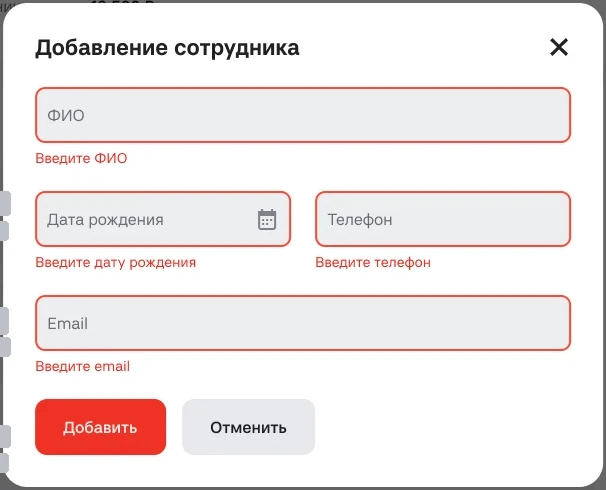 Добавление сотрудника
ФИО
Введите ФИО
Дата рождения
Телефон
Введите дату рождения
Введите телефон
Email
Введите email
Добавить
Отменить